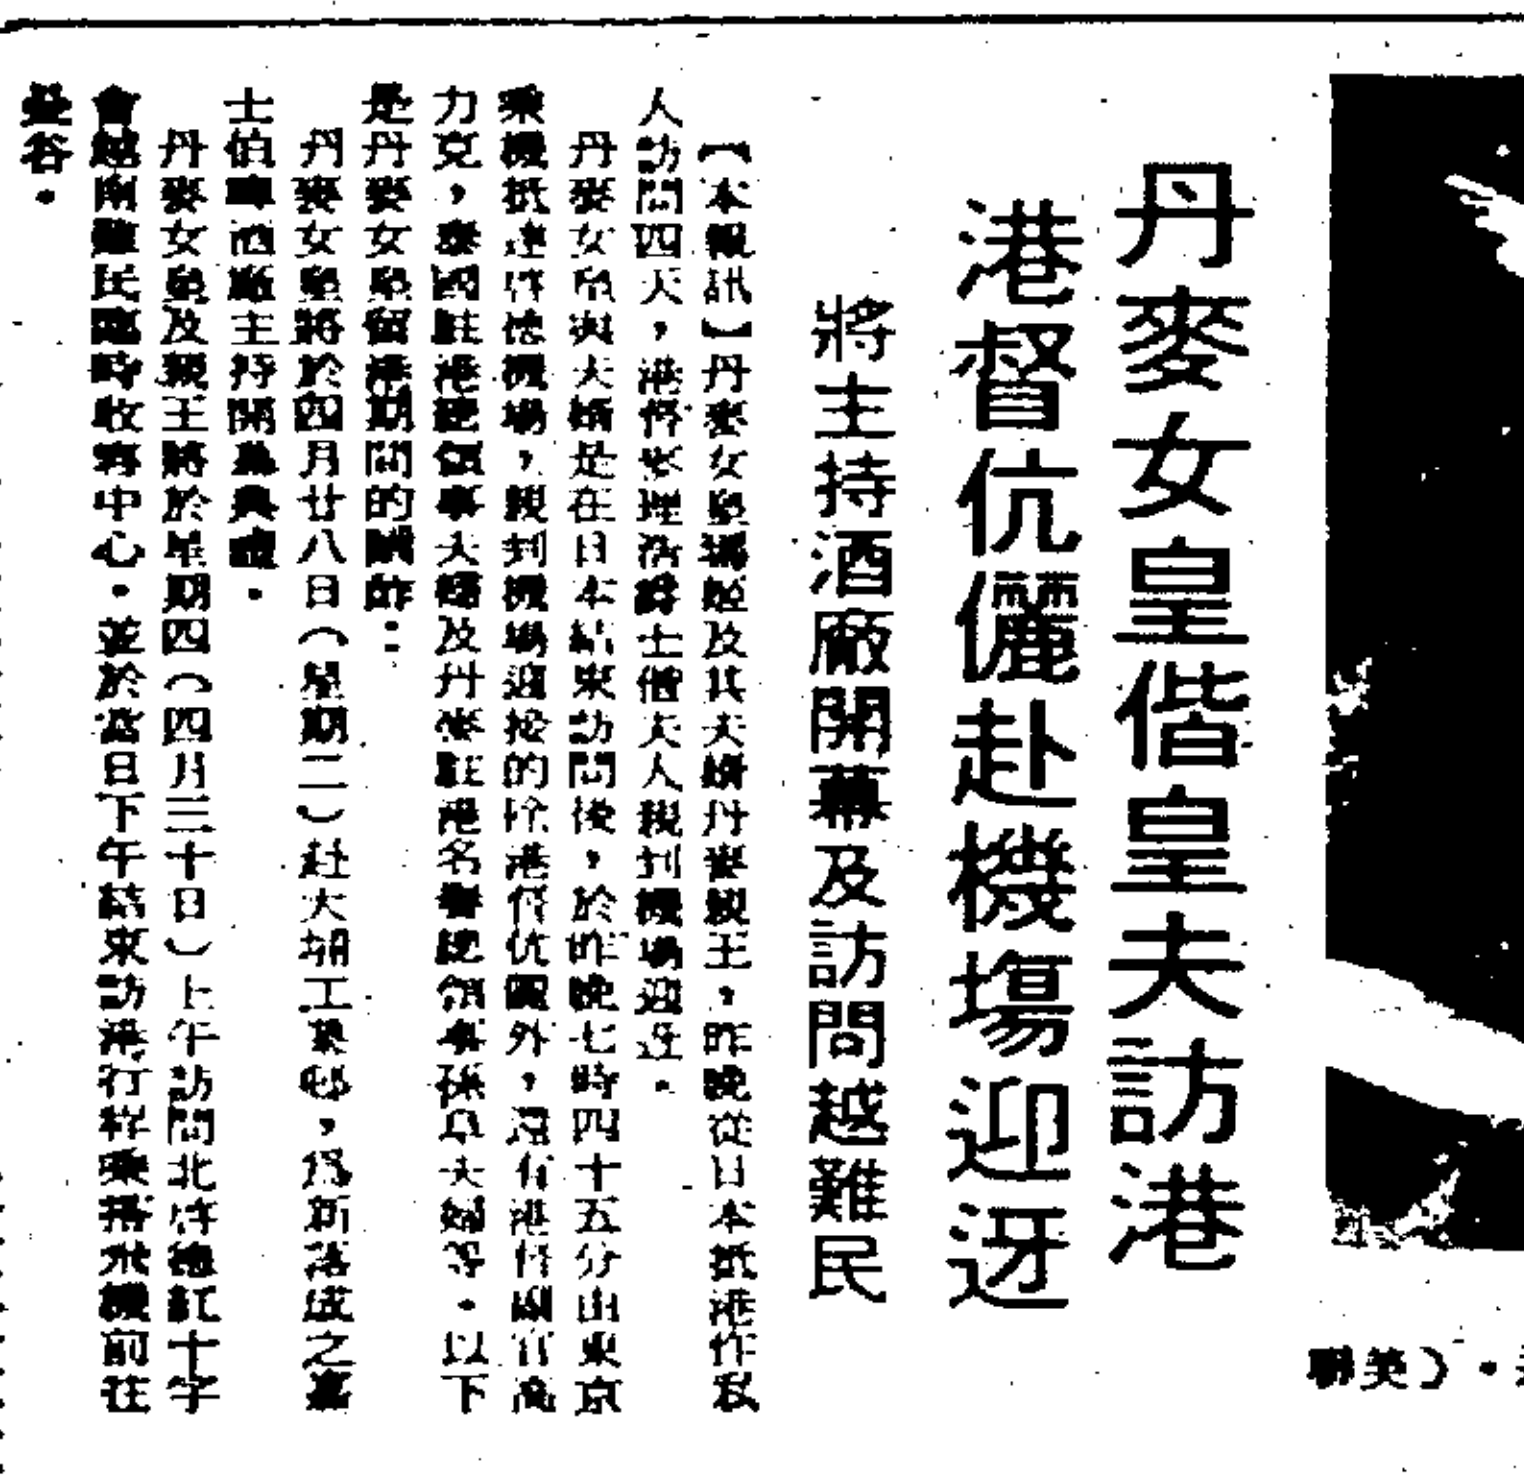 丹麥女皇偕皇夫訪港
港督伉儷赴機場迎迓
將主持酒廠開幕及訪問越難民
【本報訊】丹麥女皇瑪嘉烈及其夫婿丹麥親王,昨晚從日本抵港作私
人訪問四天,港督麥理浩爵士偕夫人親到機場迎迓。
丹麥女皇與夫婿是在日本結束訪問後,於昨晚七時四十五分由東京
乘機抵達啓德機場,親到機場迎接的除港督伉儷外,還有港督副官高
力克,泰國駐港總領事夫婦及丹麥駐港名譽總領事孫 夫婦等。以下
是丹麥女皇留港期間的 :
丹麥女皇將於四月廿八日(星期二)赴大埔工業邨,爲新落成之嘉
士伯啤酒廠主持開幕典禮。
丹麥女皇及親王將於星期四(四月三十日)上午訪問北啓德紅十字
會越南難民臨時收容中心。並於當日下午結束訪港行程乘搭飛機前往
曼谷。
聯美)。